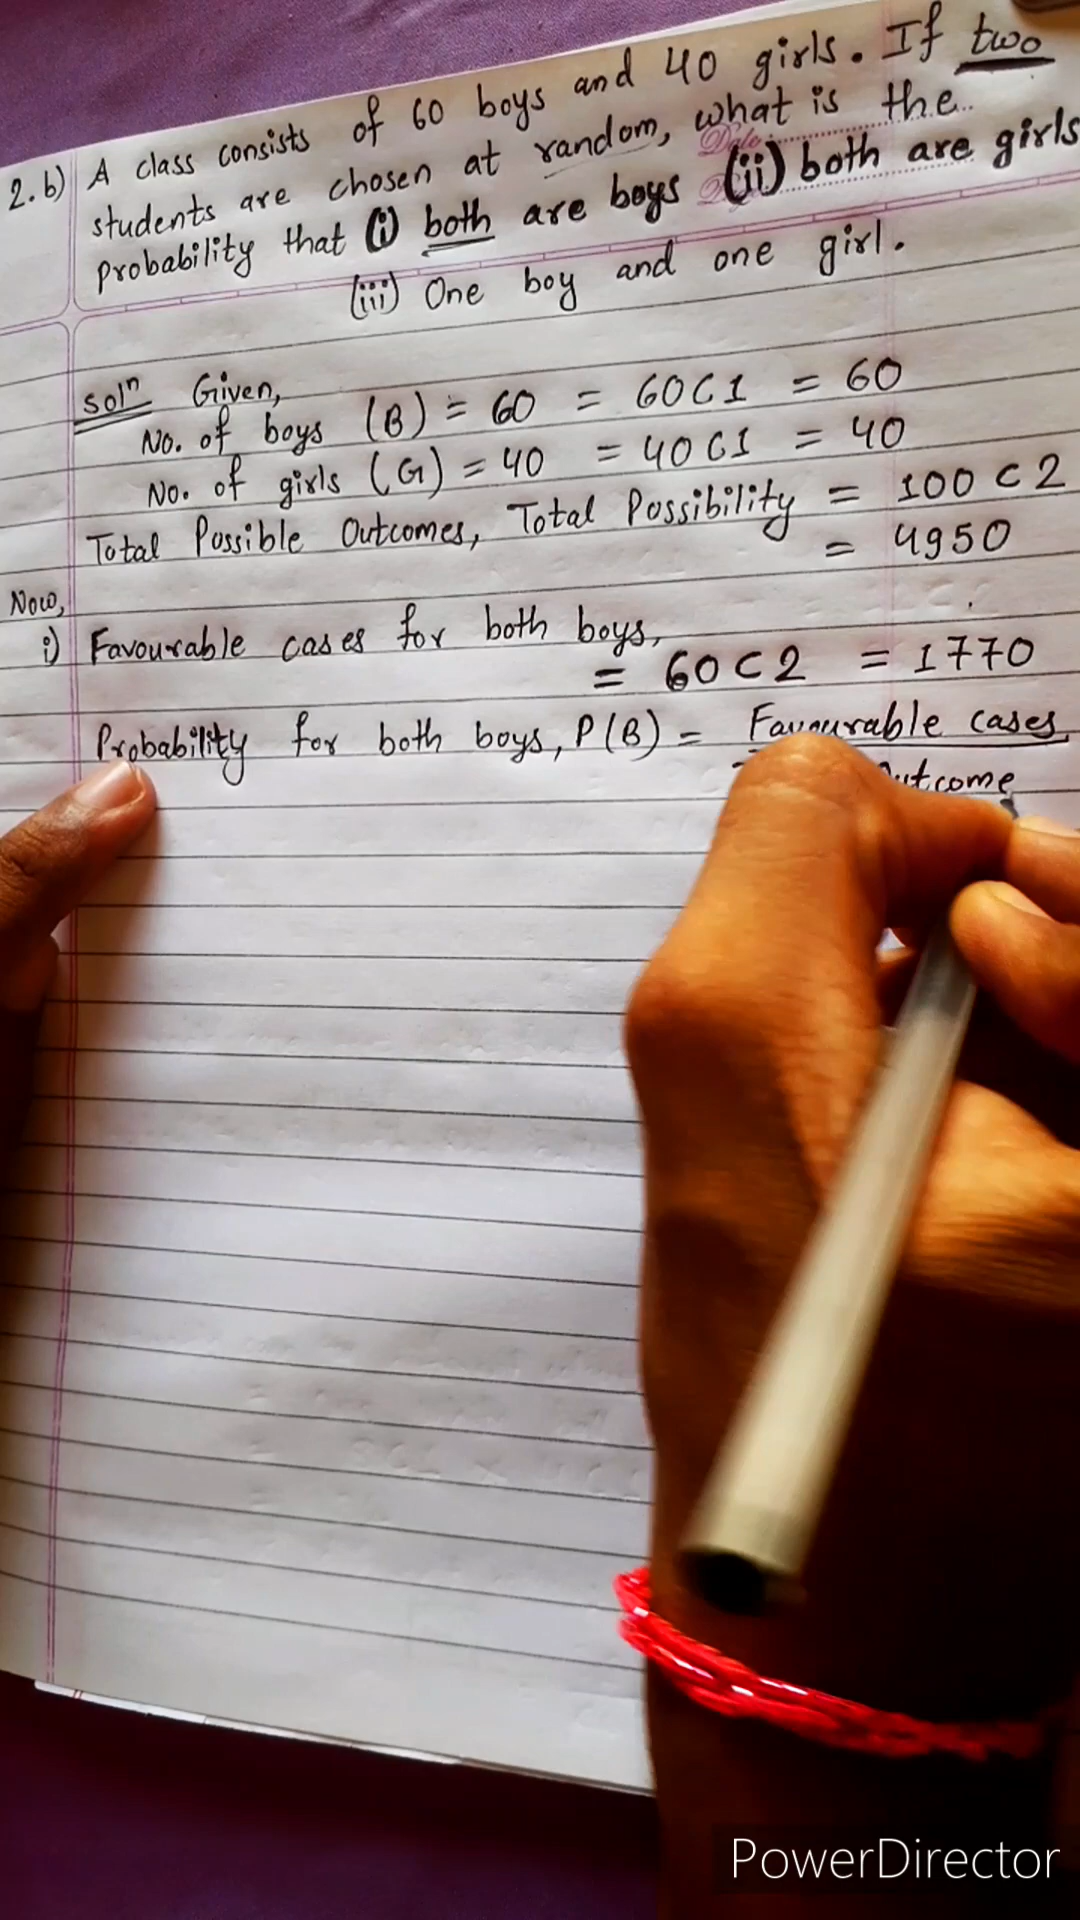 2.b) A class consists of 60 boys and 40 girls. If two
students are chosen at random, what is the
probability that (i) both are boys (ii) both are girls
(iii) One boy and one girl.
Date
Soln Given,
No. of boys (B) = 60 = 60C1 = 60
No. of girls (G) = 40 = 40C1 = 40
Total Possible Outcomes, Total Possibility = 100C2
= 4950
Now,
i) Favourable cases for both boys,
= 60C2 = 1770
Probability for both boys, P(B) = Favourable cases
utcome
PowerDirector